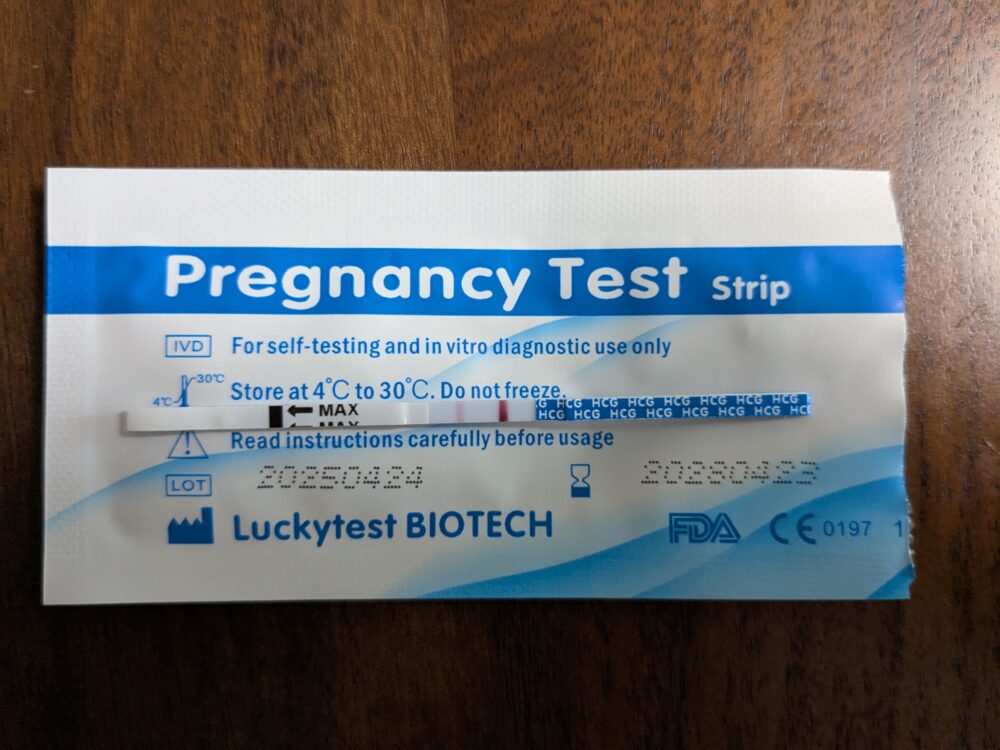 Pregnancy Test Strip
IVD For self-testing and in vitro diagnostic use only
30°C
4°C
Store at 4°C to 30°C. Do not freeze.
MAX
MAX
G HCG HCG HCG HCG HCG HCG HCG
HCG HCG HCG HCG HCG HCG HCG HC
Read instructions carefully before usage
LOT 20250424
20280423
Luckytest BIOTECH
FDA CE 0197 1